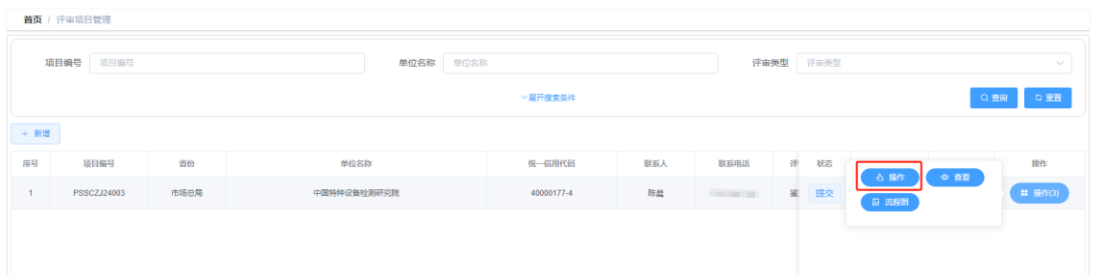 首页 / 评审项目管理
项目编号 项目编号 单位名称 单位名称 评审类型 评审类型
展开搜索条件 查询 重置
+ 新增
序号 项目编号 省份 单位名称 统一信用代码 联系人 联系电话 评 状态 操作
操作 查看
1 PSSCZJ24003 市场总局 中国特种设备检测研究院 40000177-4 陈晨 鉴 提交 操作(3)
流程图